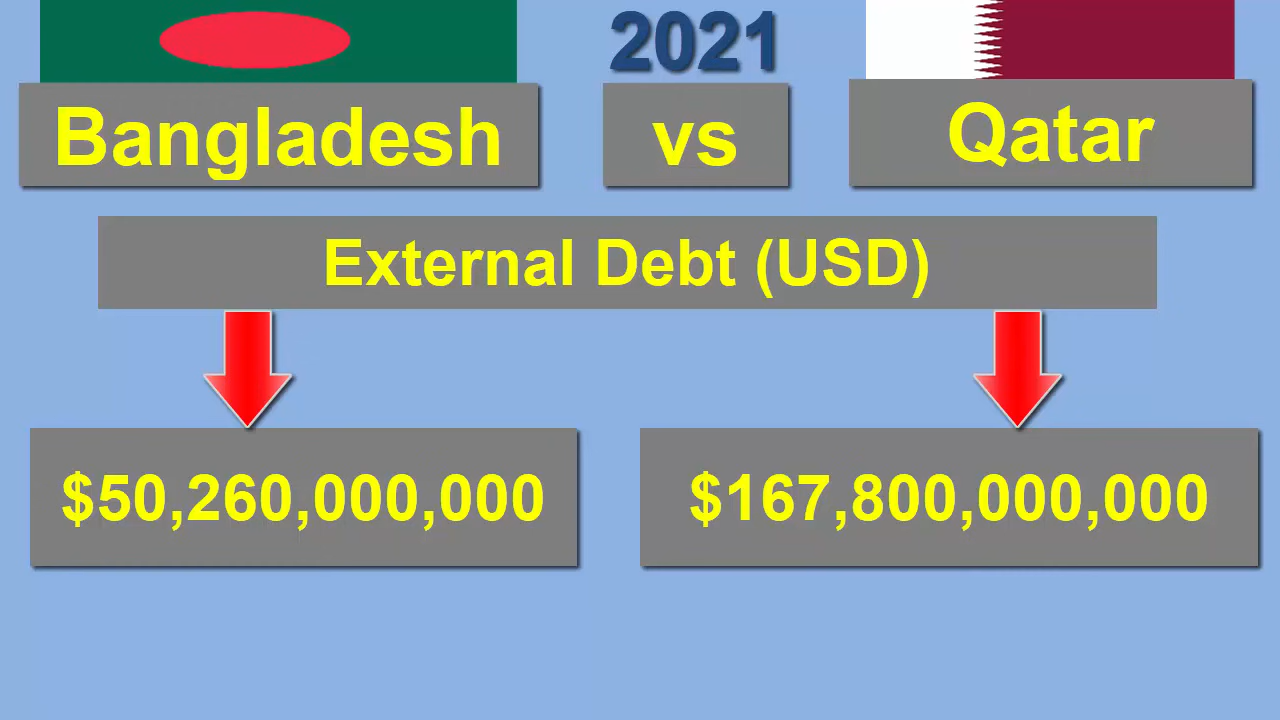 2021
Bangladesh vs Qatar
External Debt (USD)
$50,260,000,000 $167,800,000,000